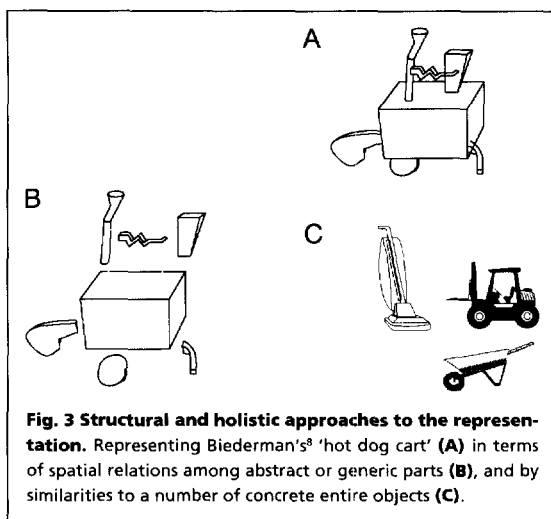 A
B
C
Fig. 3 Structural and holistic approaches to the represen-
tation. Representing Biederman's⁸ 'hot dog cart' (A) in terms
of spatial relations among abstract or generic parts (B), and by
similarities to a number of concrete entire objects (C).